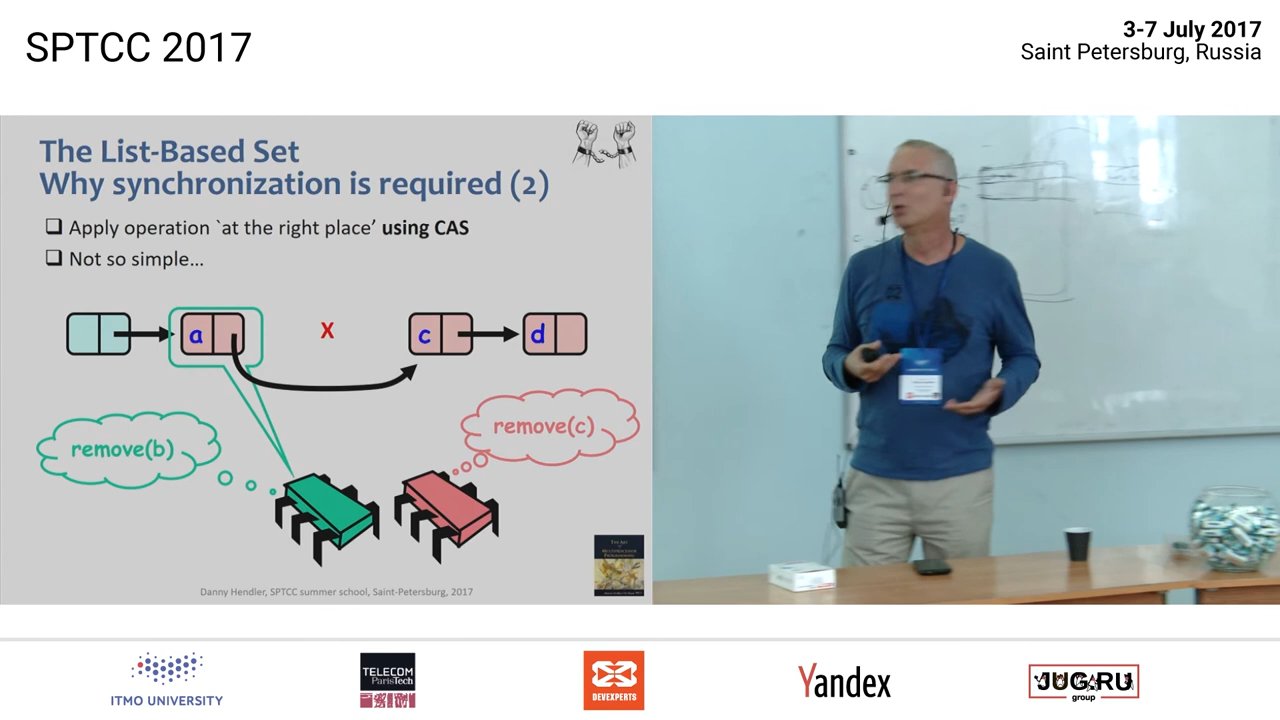 SPTCC 2017
3-7 July 2017
Saint Petersburg, Russia
The List-Based Set
Why synchronization is required (2)
❑ Apply operation `at the right place’ using CAS
❑ Not so simple…
a
X
c
d
remove(b)
remove(c)
Danny Hendler, SPTCC summer school, Saint-Petersburg, 2017
ITMO UNIVERSITY
TELECOM
ParisTech
DEVEXPERTS
Yandex
JUG.RU
group